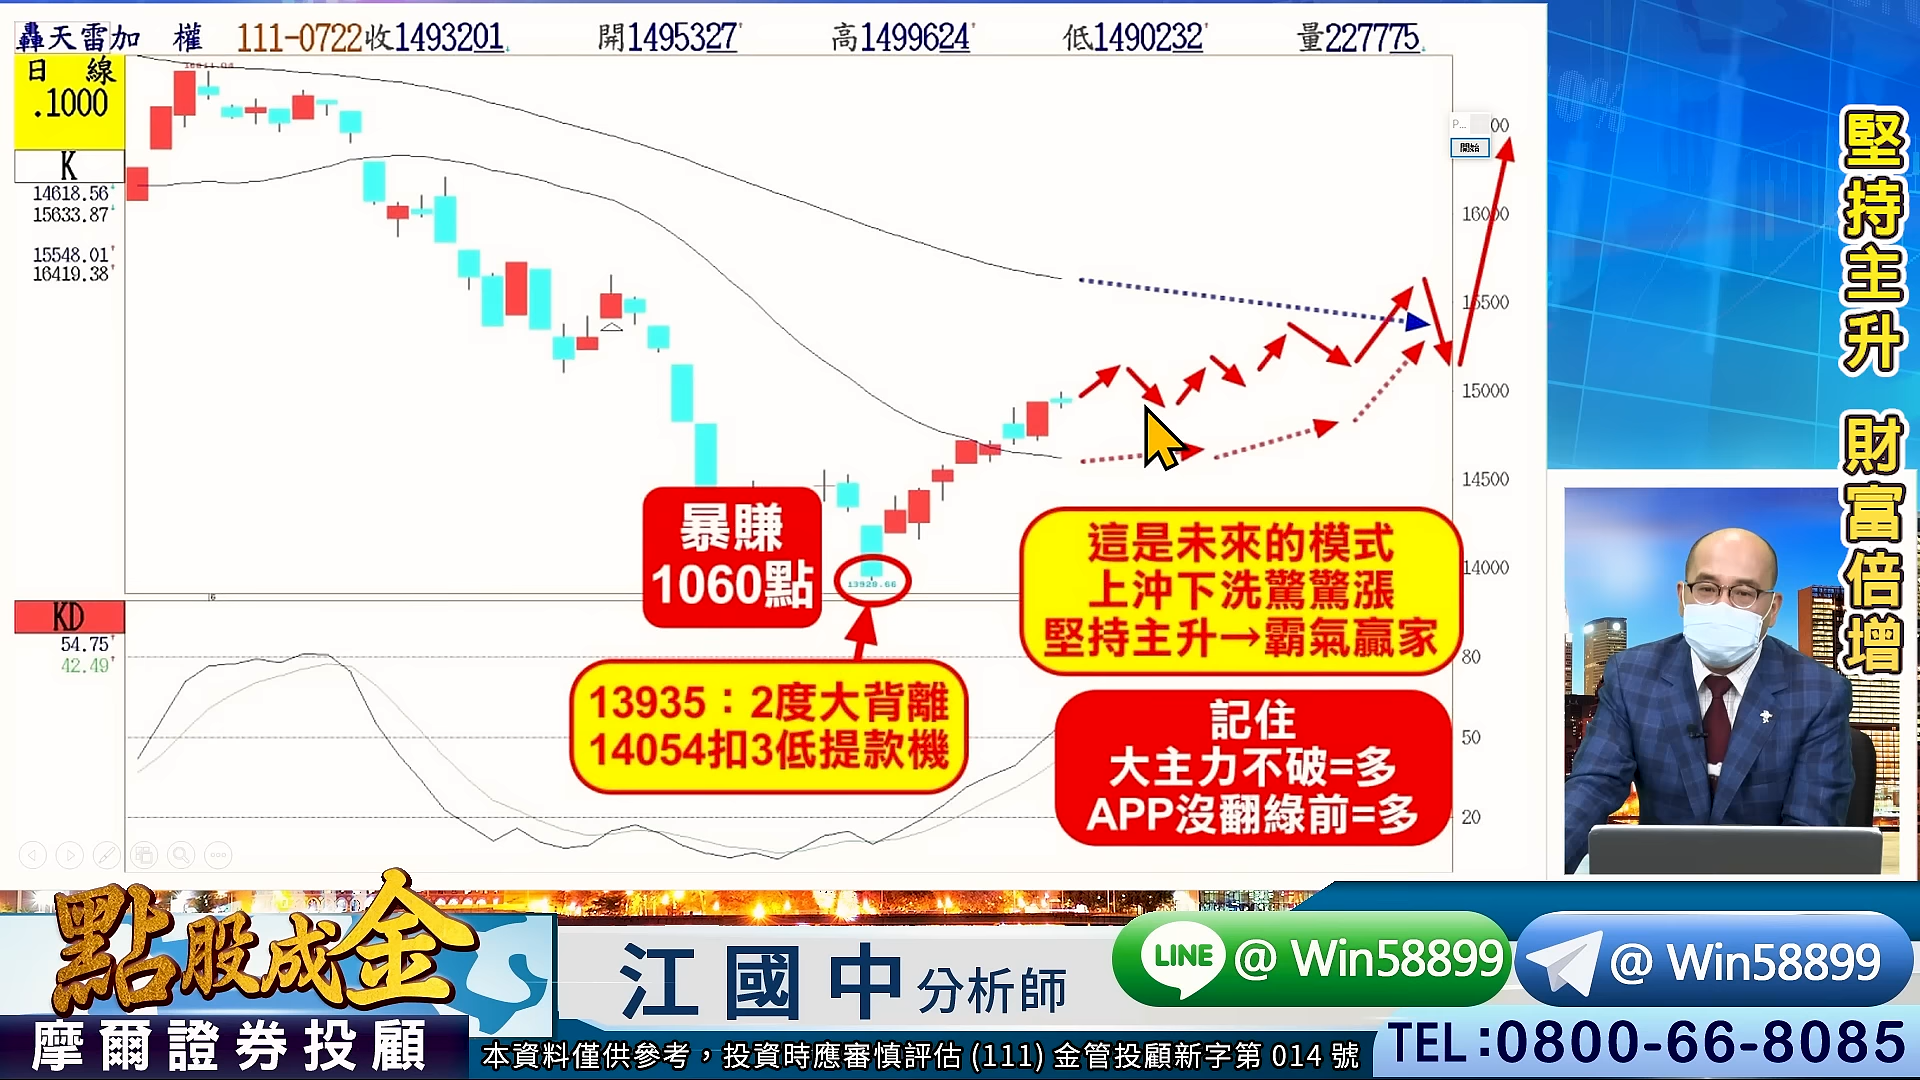 轟天雷加 權 111-0722收1493201 開1495327 高1499624 低1490232 量227775
日 線
.1000
K
14618.56
15633.87
15548.01
16419.38
P...
開始
16000
15500
15000
14500
14000
13928.66
暴賺
1060點
這是未來的模式
上沖下洗驚驚漲
堅持主升→霸氣贏家
13935：2度大背離
14054扣3低提款機
記住
大主力不破=多
APP沒翻綠前=多
6
KD
54.75
42.49
80
50
20
堅持主升 財富倍增
點股成金
摩爾證券投顧
江國中 分析師
LINE @ Win58899
@ Win58899
TEL:0800-66-8085
本資料僅供參考，投資時應審慎評估 (111) 金管投顧新字第 014 號